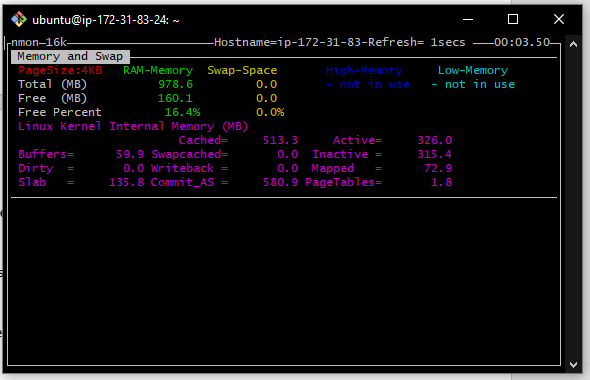 ubuntu@ip-172-31-83-24: ~
nmon-16k Hostname=ip-172-31-83-Refresh= 1secs 00:03.50
Memory and Swap
PageSize:4KB RAM-Memory Swap-Space High-Memory Low-Memory
Total (MB) 978.6 0.0 - not in use - not in use
Free (MB) 160.1 0.0
Free Percent 16.4% 0.0%
Linux Kernel Internal Memory (MB)
Cached= 513.3 Active= 326.0
Buffers= 59.9 Swapcached= 0.0 Inactive = 315.4
Dirty = 0.0 Writeback = 0.0 Mapped = 72.9
Slab = 135.8 Commit_AS = 580.9 PageTables= 1.8